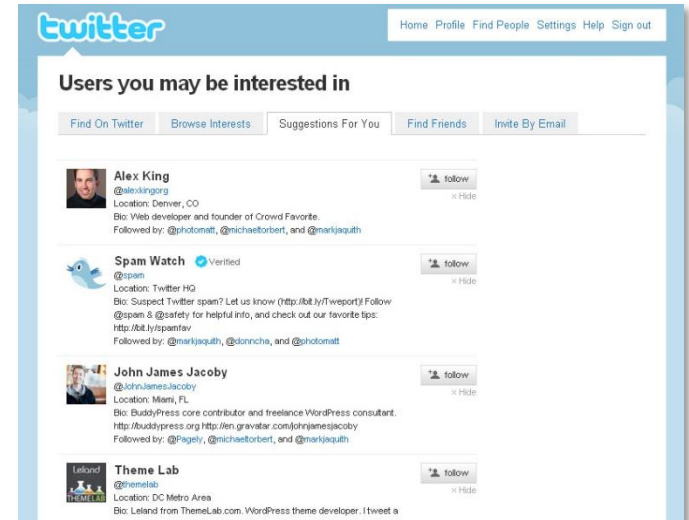 twitter
Home Profile Find People Settings Help Sign out
Users you may be interested in
Find On Twitter Browse Interests Suggestions For You Find Friends Invite By Email
Alex King
@alexkingorg
Location: Denver, CO
Bio: Web developer and founder of Crowd Favorite.
Followed by: @photomatt, @michaeltorbert, and @markjaquith
follow
× Hide
Spam Watch Verified
@spam
Location: Twitter HQ
Bio: Suspect Twitter spam? Let us know (http://bit.ly/Tweport)! Follow
@spam & @safety for helpful info, and check out our favorite tips:
http://bit.ly/spamfav
Followed by: @markjaquith, @donncha, and @photomatt
follow
× Hide
John James Jacoby
@JohnJamesJacoby
Location: Miami, FL
Bio: BuddyPress core contributor and freelance WordPress consultant.
http://buddypress.org http://en.gravatar.com/johnjamesjacoby
Followed by: @Pagely, @michaeltorbert, and @markjaquith
follow
× Hide
Leland
THEMELAB
Theme Lab
@themelab
Location: DC Metro Area
Bio: Leland from ThemeLab.com. WordPress theme developer. I tweet a
follow
× Hide